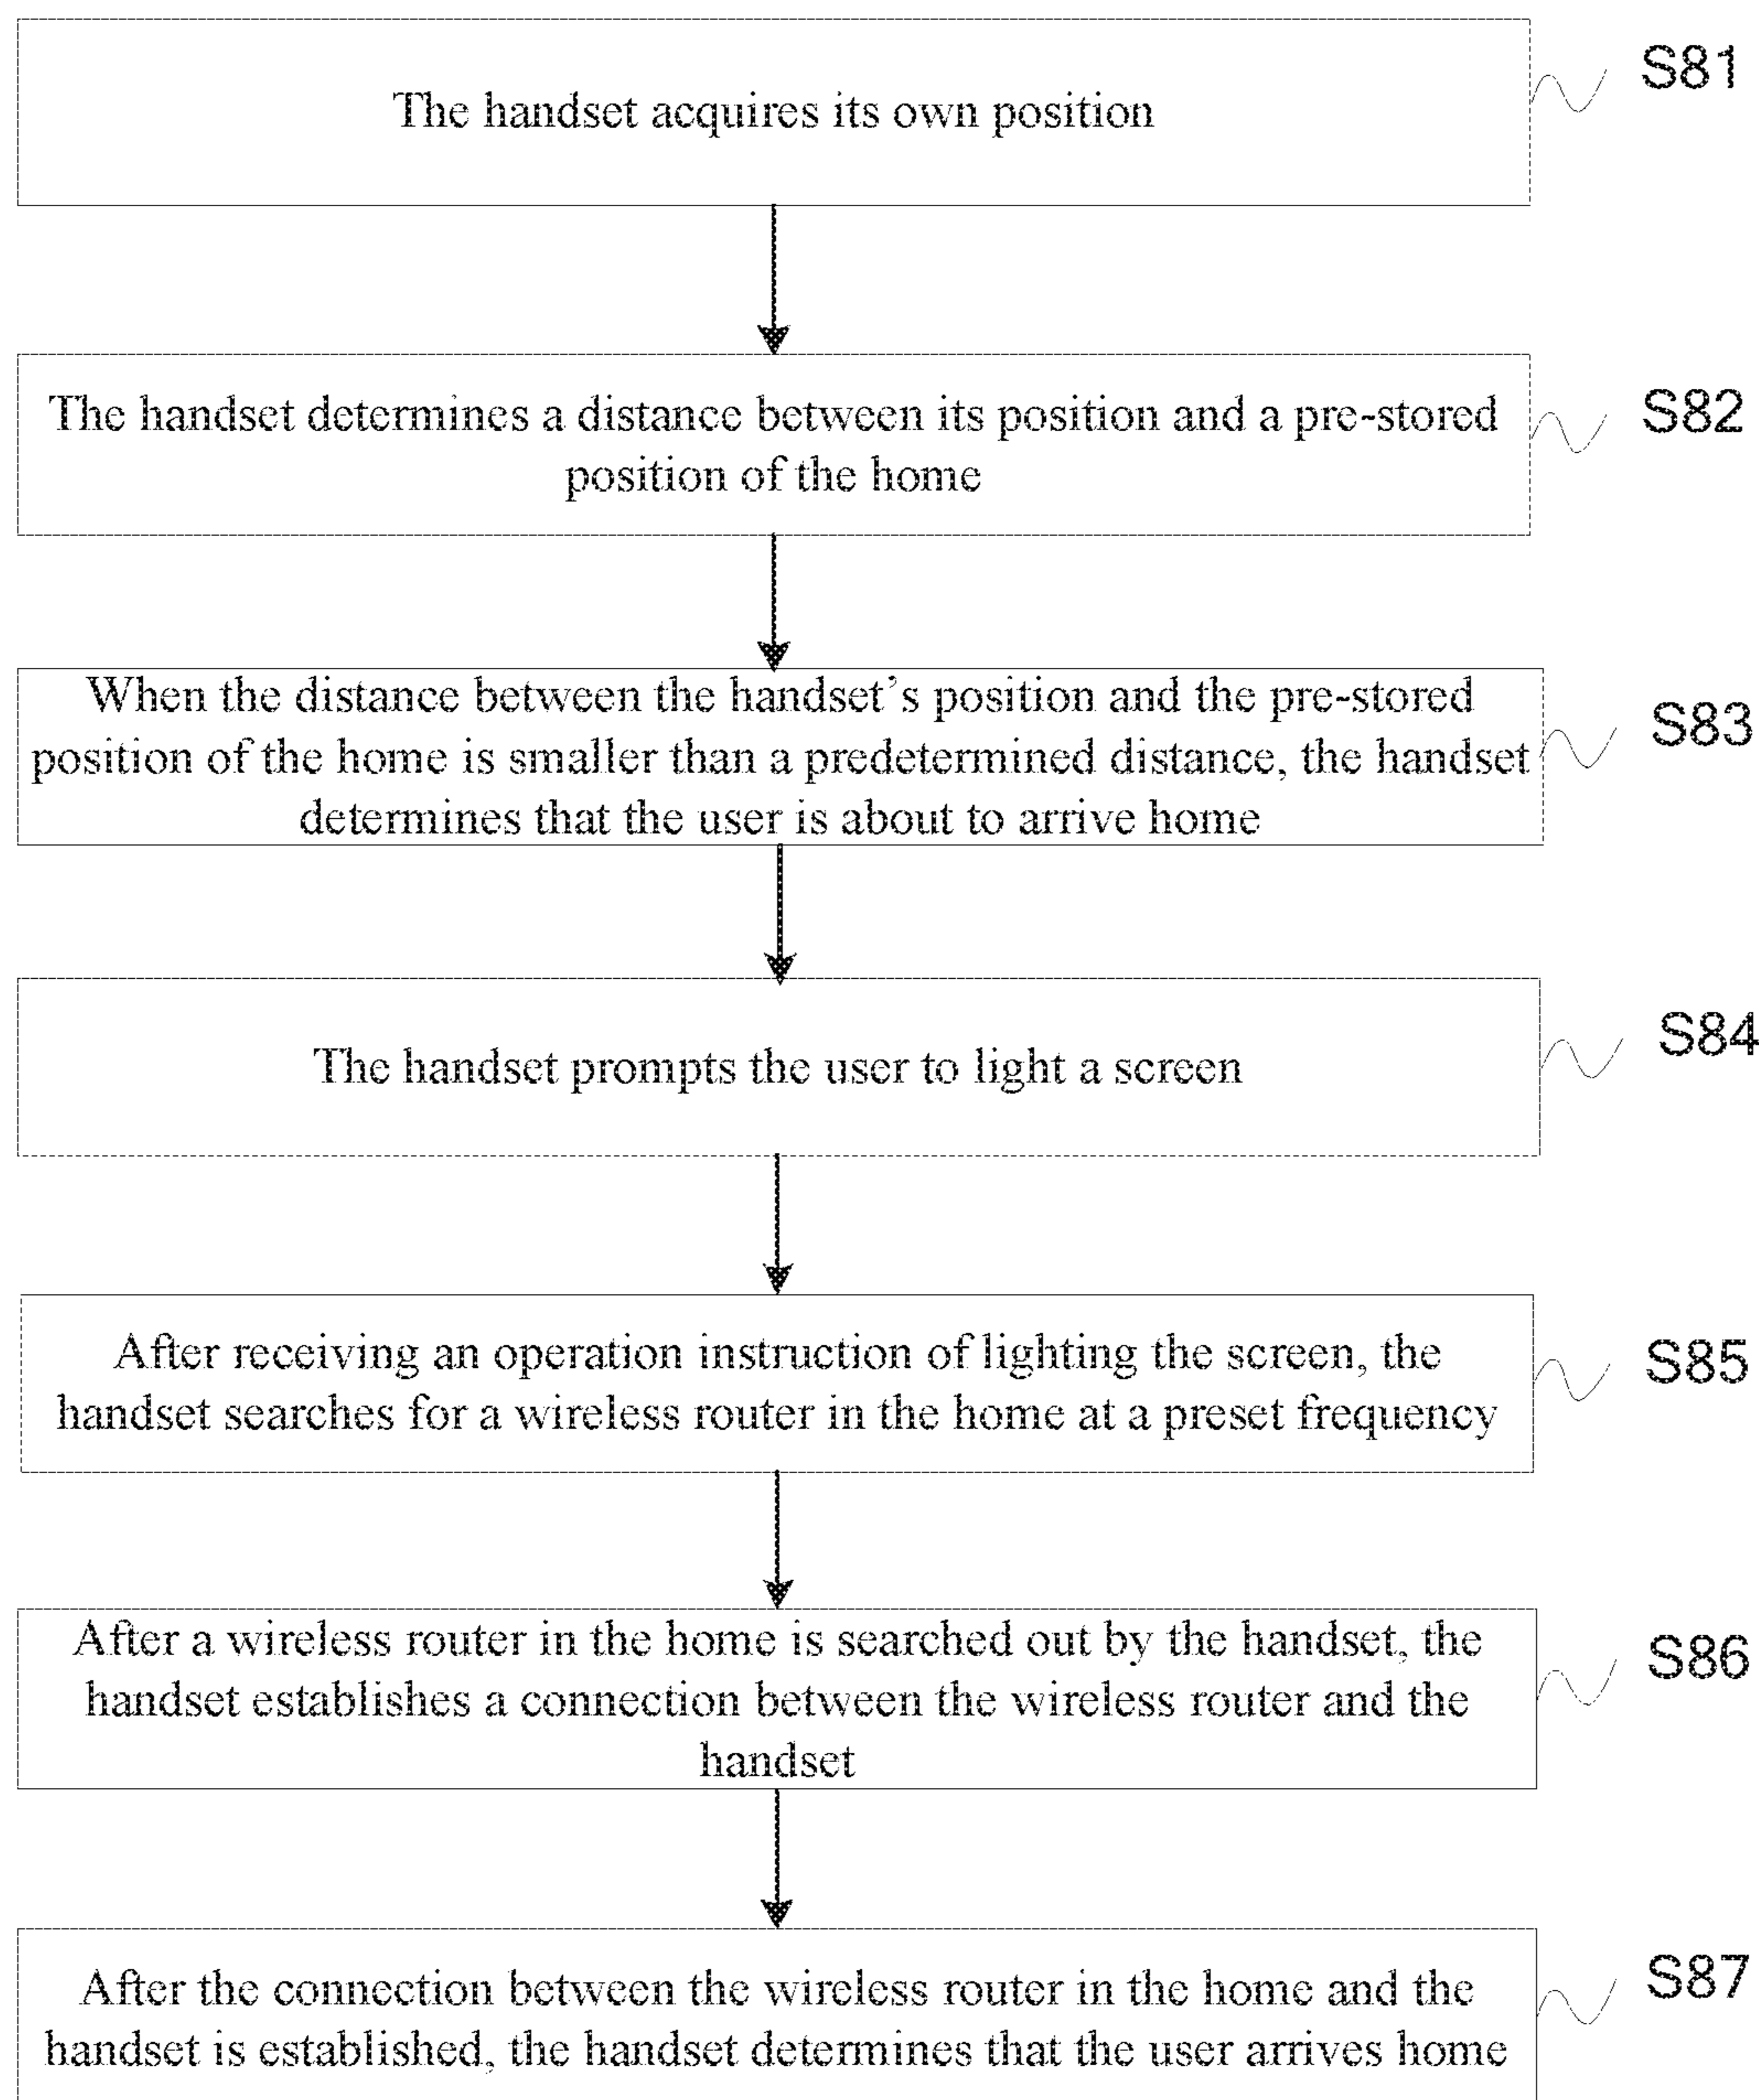 The handset acquires its own position
S81
The handset determines a distance between its position and a pre-stored
position of the home
S82
When the distance between the handset's position and the pre-stored
position of the home is smaller than a predetermined distance, the handset
determines that the user is about to arrive home
S83
The handset prompts the user to light a screen
S84
After receiving an operation instruction of lighting the screen, the
handset searches for a wireless router in the home at a preset frequency
S85
After a wireless router in the home is searched out by the handset, the
handset establishes a connection between the wireless router and the
handset
S86
After the connection between the wireless router in the home and the
handset is established, the handset determines that the user arrives home
S87